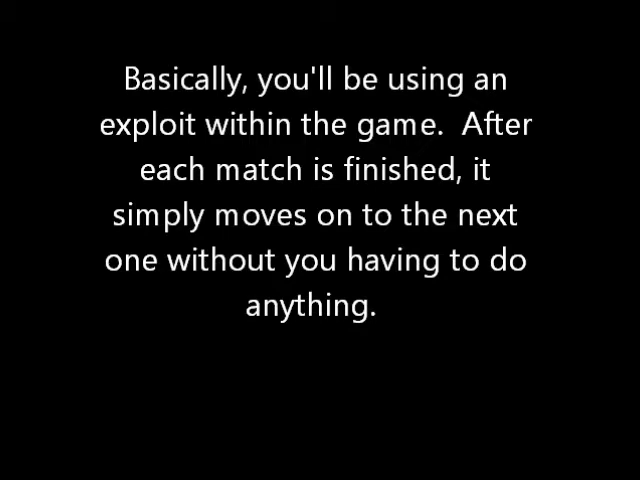 Basically, you'll be using an
exploit within the game.  After
each match is finished, it
simply moves on to the next
one without you having to do
anything.